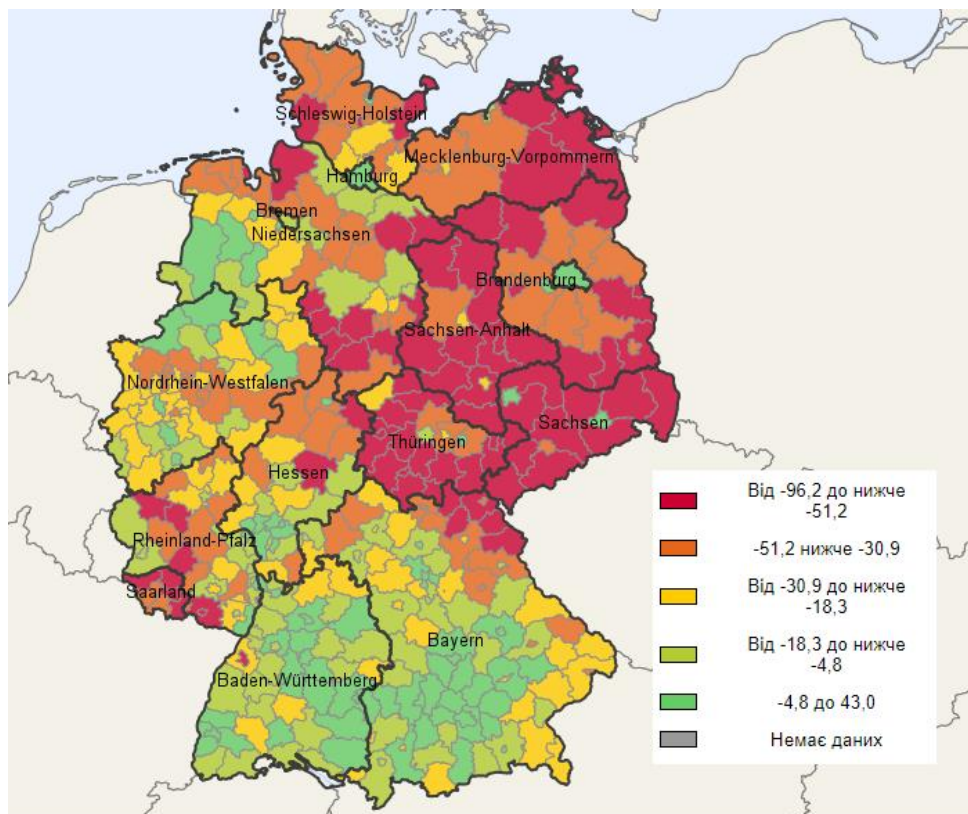 Schleswig-Holstein
Mecklenburg-Vorpommern
Hamburg
Bremen
Niedersachsen
Brandenburg
Sachsen-Anhalt
Nordrhein-Westfalen
Sachsen
Thüringen
Hessen
Rheinland-Pfalz
Saarland
Bayern
Baden-Württemberg
Від -96,2 до нижче
-51,2
-51,2 нижче -30,9
Від -30,9 до нижче
-18,3
Від -18,3 до нижче
-4,8
-4,8 до 43,0
Немає даних